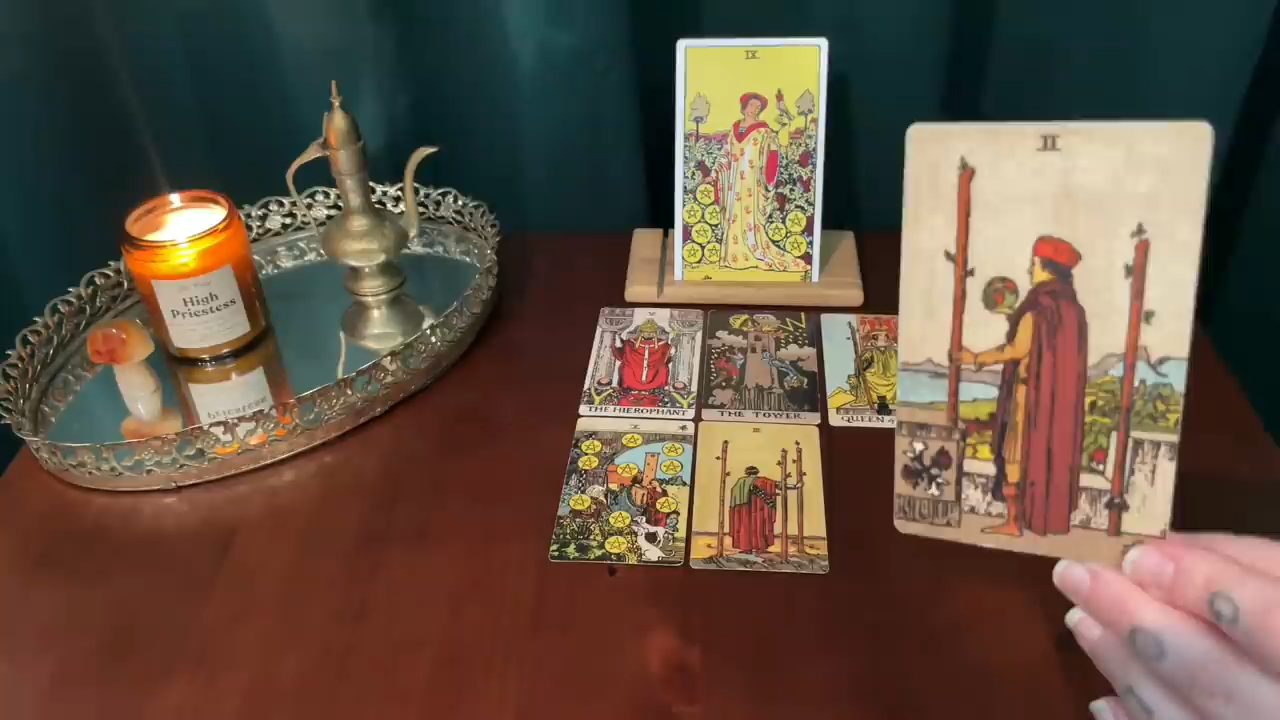 IX
II
High
Priestess
THE HIEROPHANT
THE TOWER.
QUEEN
X
III